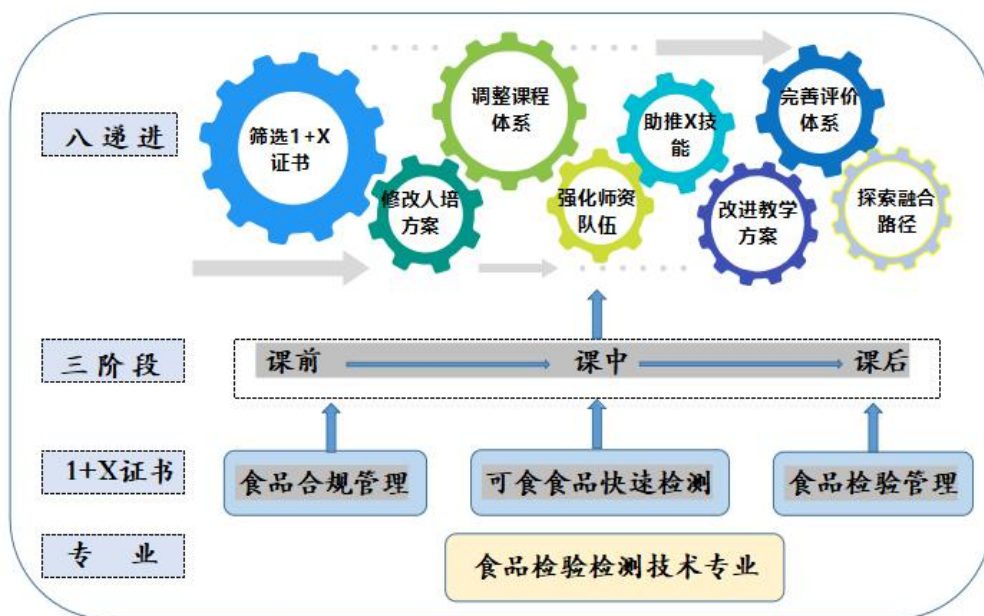 八递进
筛选1+X
证书
修改人培
方案
调整课程
体系
强化师资
队伍
助推X技
能
改进教学
方案
完善评价
体系
探索融合
路径
三阶段
课前
课中
课后
1+X证书
食品合规管理
可食食品快速检测
食品检验管理
专 业
食品检验检测技术专业